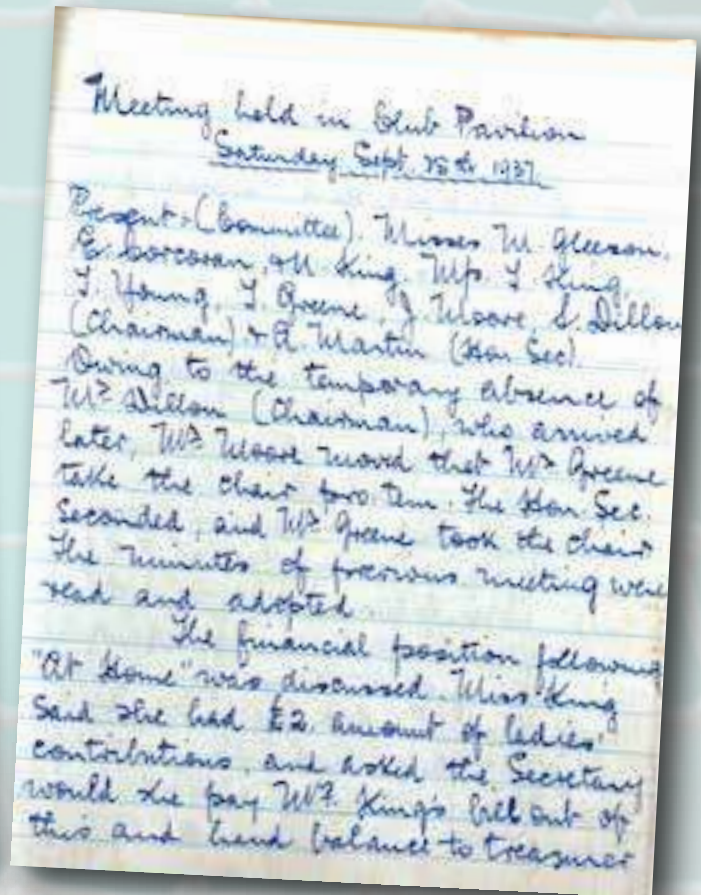 Meeting held in Club Pavilion
Saturday Sept. 25th 1937.
Present:- (Committee). Misses M. Gleeson,
E. Corcoran, & M. King. Mrs. T. King,
T. Young, T. Greene, J. Moore, L. Dillon
(Chairman) & R. Martin (Hon Sec).
Owing to the temporary absence of
Mr Dillon (Chairman), who arrived
later, Mr Moore moved that Mr Greene
take the chair pro. tem. The Hon. Sec.
Seconded, and Mr Greene took the chair
The minutes of previous meeting were
read and adopted.
The financial position following
"At Home" was discussed. Miss King
said she had £2. amount of ladies'
contributions, and asked the Secretary
would she pay Mr. King's bill out of
this and hand balance to treasurer